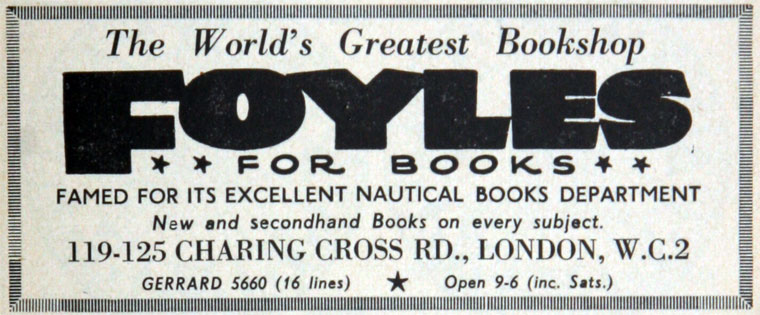 The World's Greatest Bookshop
FOYLES
★ ★ FOR BOOKS ★ ★
FAMED FOR ITS EXCELLENT NAUTICAL BOOKS DEPARTMENT
New and secondhand Books on every subject.
119-125 CHARING CROSS RD., LONDON, W.C.2
GERRARD 5660 (16 lines) ★ Open 9-6 (inc. Sats.)